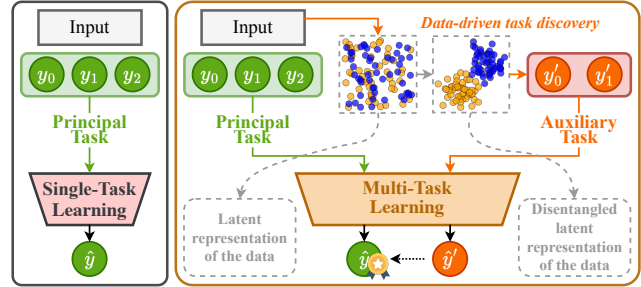 Input
y0 y1 y2
Principal
Task
Single-Task
Learning
ŷ
Input
Data-driven task discovery
y0 y1 y2
y′0 y′1
Principal
Task
Auxiliary
Task
Multi-Task
Learning
Latent
representation
of the data
Disentangled
latent
representation
of the data
ŷ
ŷ′